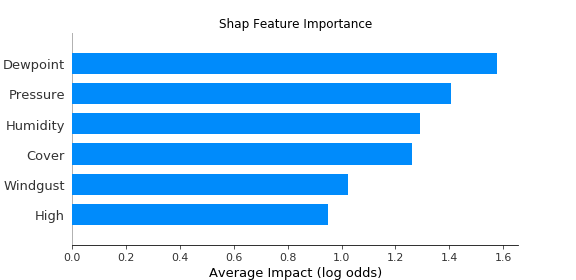 Shap Feature Importance
Dewpoint
Pressure
Humidity
Cover
Windgust
High
0.0 0.2 0.4 0.6 0.8 1.0 1.2 1.4 1.6
Average Impact (log odds)